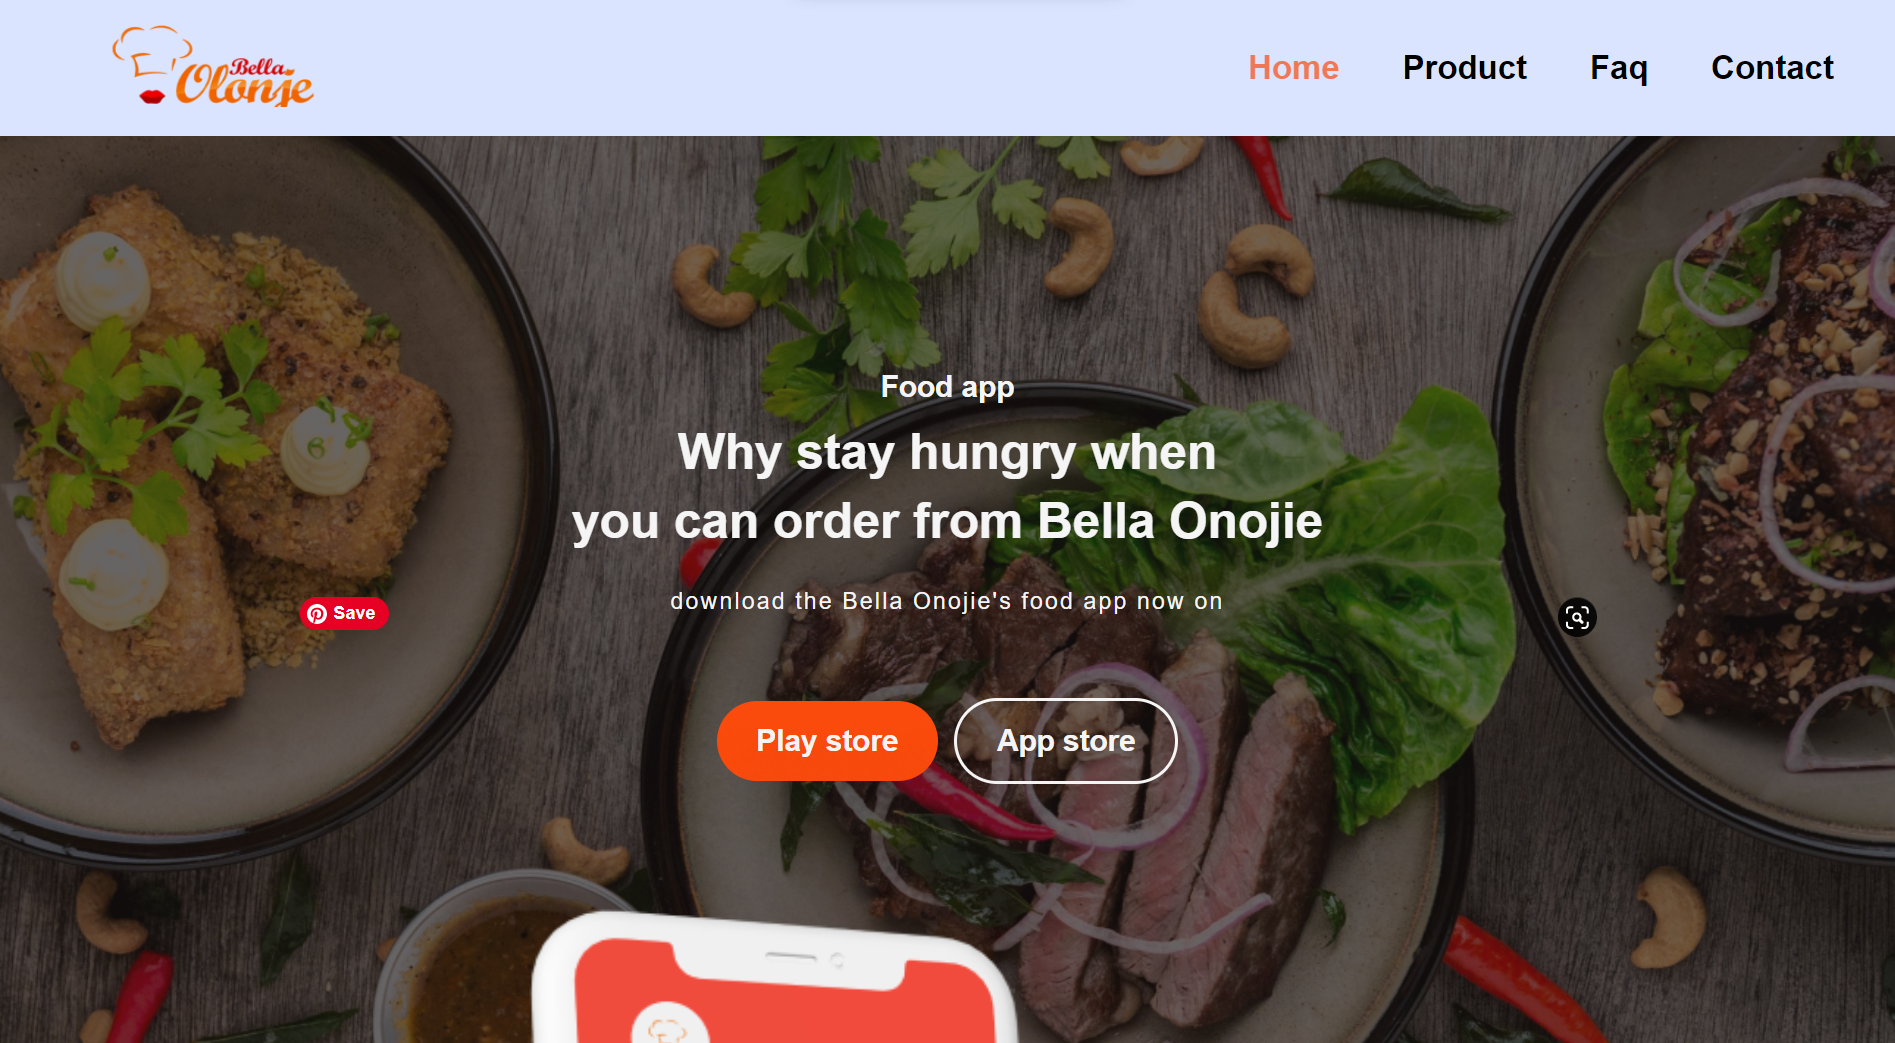 Bella
Olonje
Home Product Faq Contact
Food app
Why stay hungry when
you can order from Bella Onojie
download the Bella Onojie's food app now on
Save
Play store App store